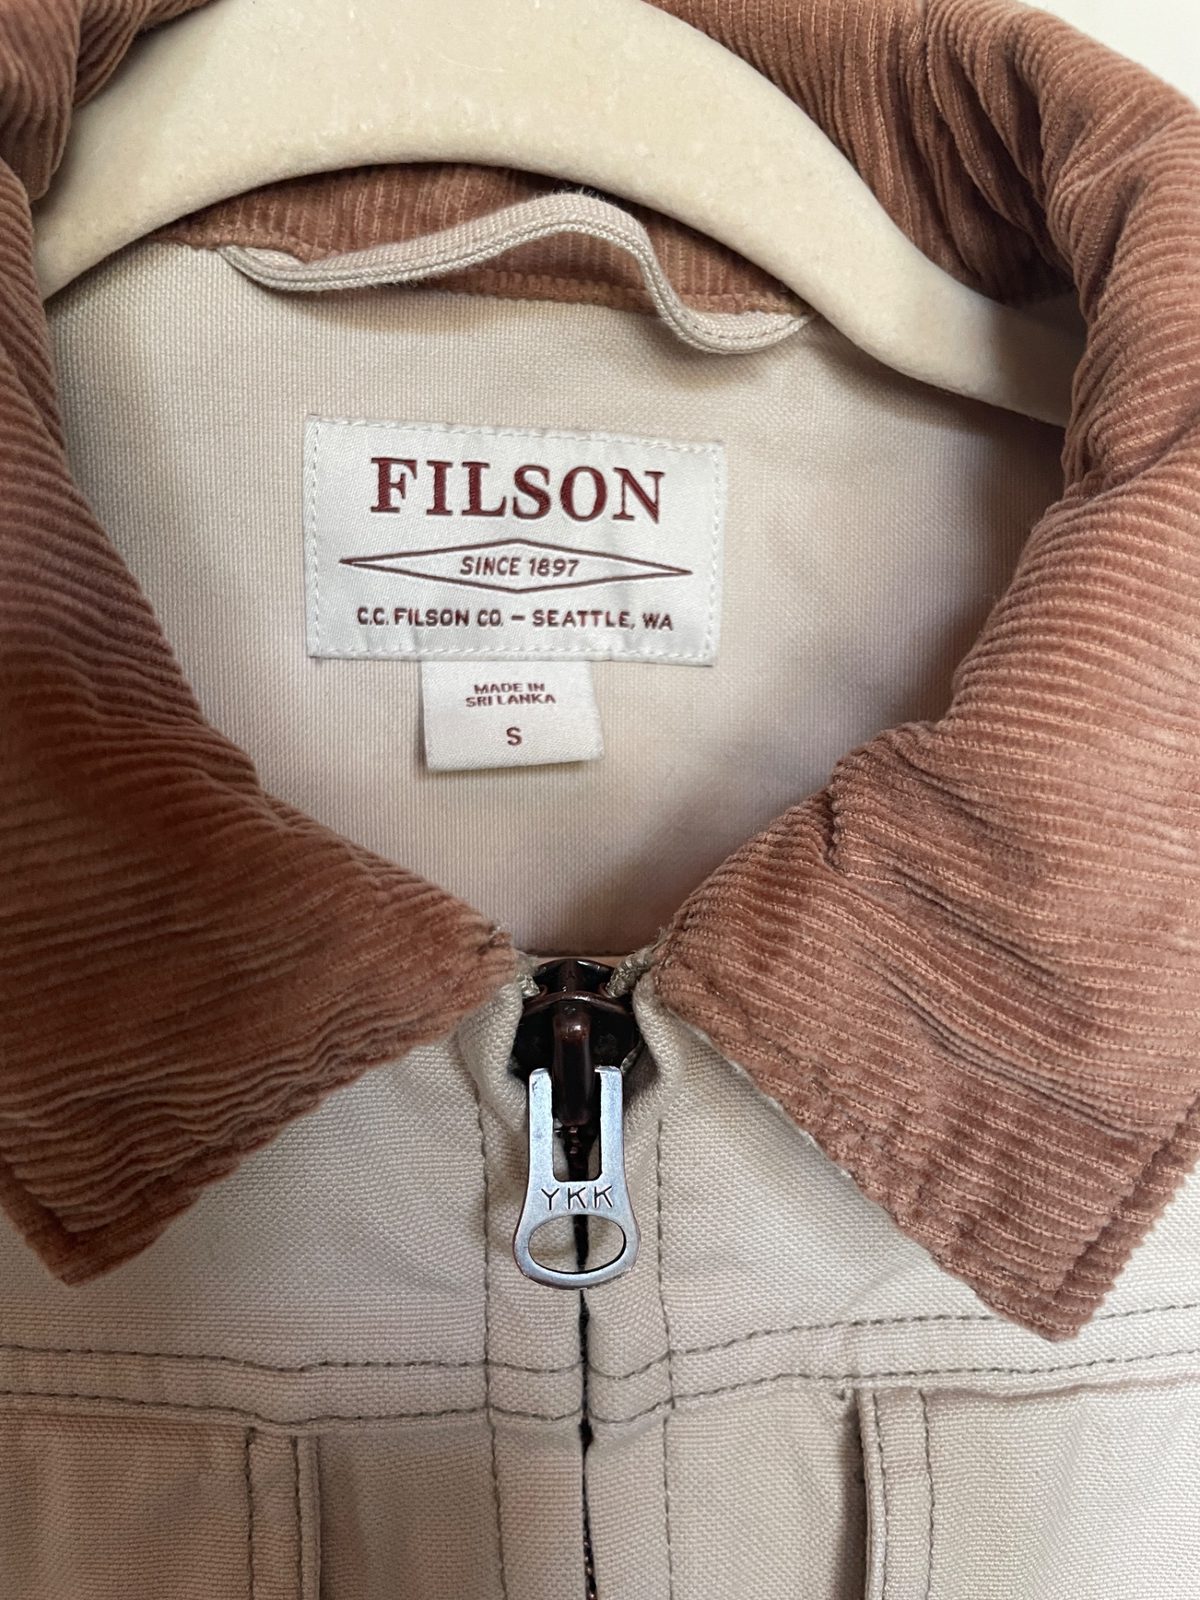 FILSON
SINCE 1897
C.C. FILSON CO. – SEATTLE, WA
MADE IN
SRI LANKA
S
YKK